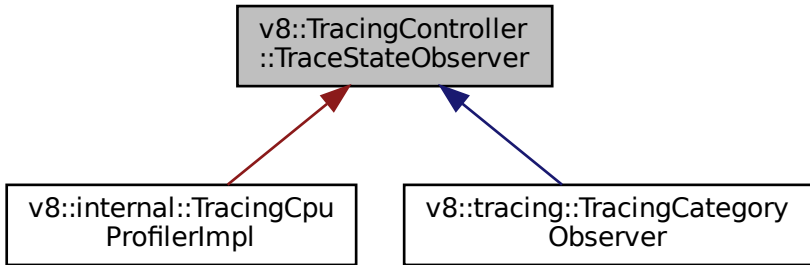 v8::TracingController
::TraceStateObserver
v8::internal::TracingCpu
ProfilerImpl
v8::tracing::TracingCategory
Observer